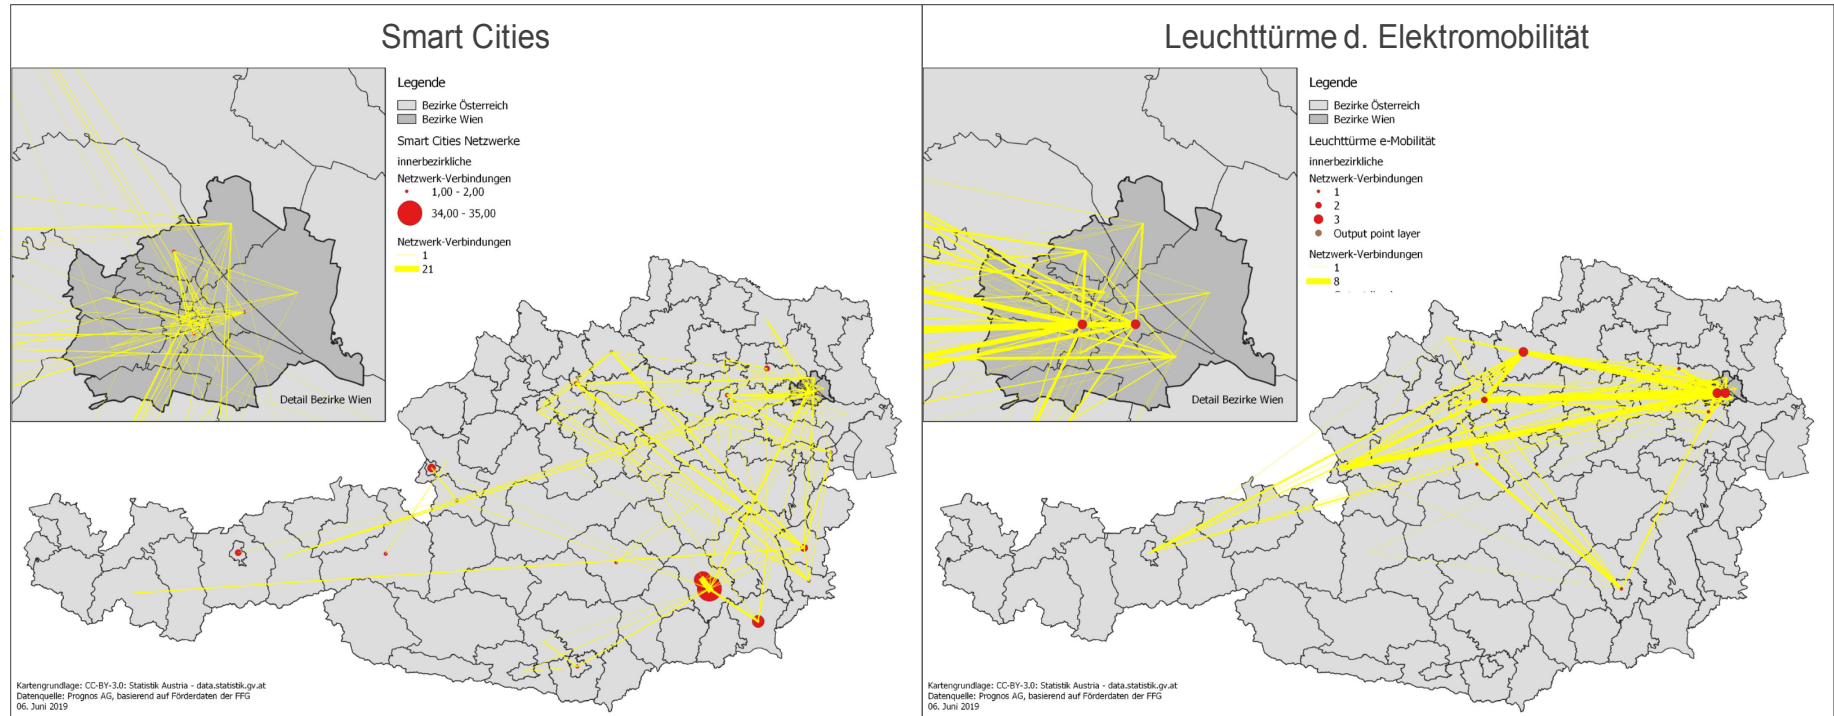 Smart Cities
Legende
Bezirke Österreich
Bezirke Wien
Smart Cities Netzwerke
innerbezirkliche
Netzwerk-Verbindungen
1,00 - 2,00
34,00 - 35,00
Netzwerk-Verbindungen
1
21
Detail Bezirke Wien
Kartengrundlage: CC-BY-3.0: Statistik Austria - data.statistik.gv.at
Datenquelle: Prognos AG, basierend auf Förderdaten der FFG
06. Juni 2019
Leuchttürme d. Elektromobilität
Legende
Bezirke Österreich
Bezirke Wien
Leuchttürme e-Mobilität
innerbezirkliche
Netzwerk-Verbindungen
1
2
3
Output point layer
Netzwerk-Verbindungen
1
8
Detail Bezirke Wien
Kartengrundlage: CC-BY-3.0: Statistik Austria - data.statistik.gv.at
Datenquelle: Prognos AG, basierend auf Förderdaten der FFG
06. Juni 2019